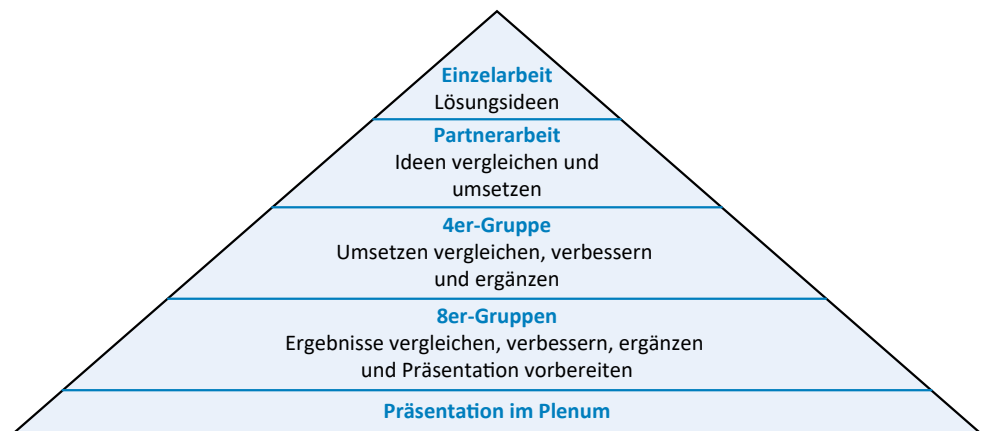 Einzelarbeit
Lösungsideen
Partnerarbeit
Ideen vergleichen und
umsetzen
4er-Gruppe
Umsetzen vergleichen, verbessern
und ergänzen
8er-Gruppen
Ergebnisse vergleichen, verbessern, ergänzen
und Präsentation vorbereiten
Präsentation im Plenum